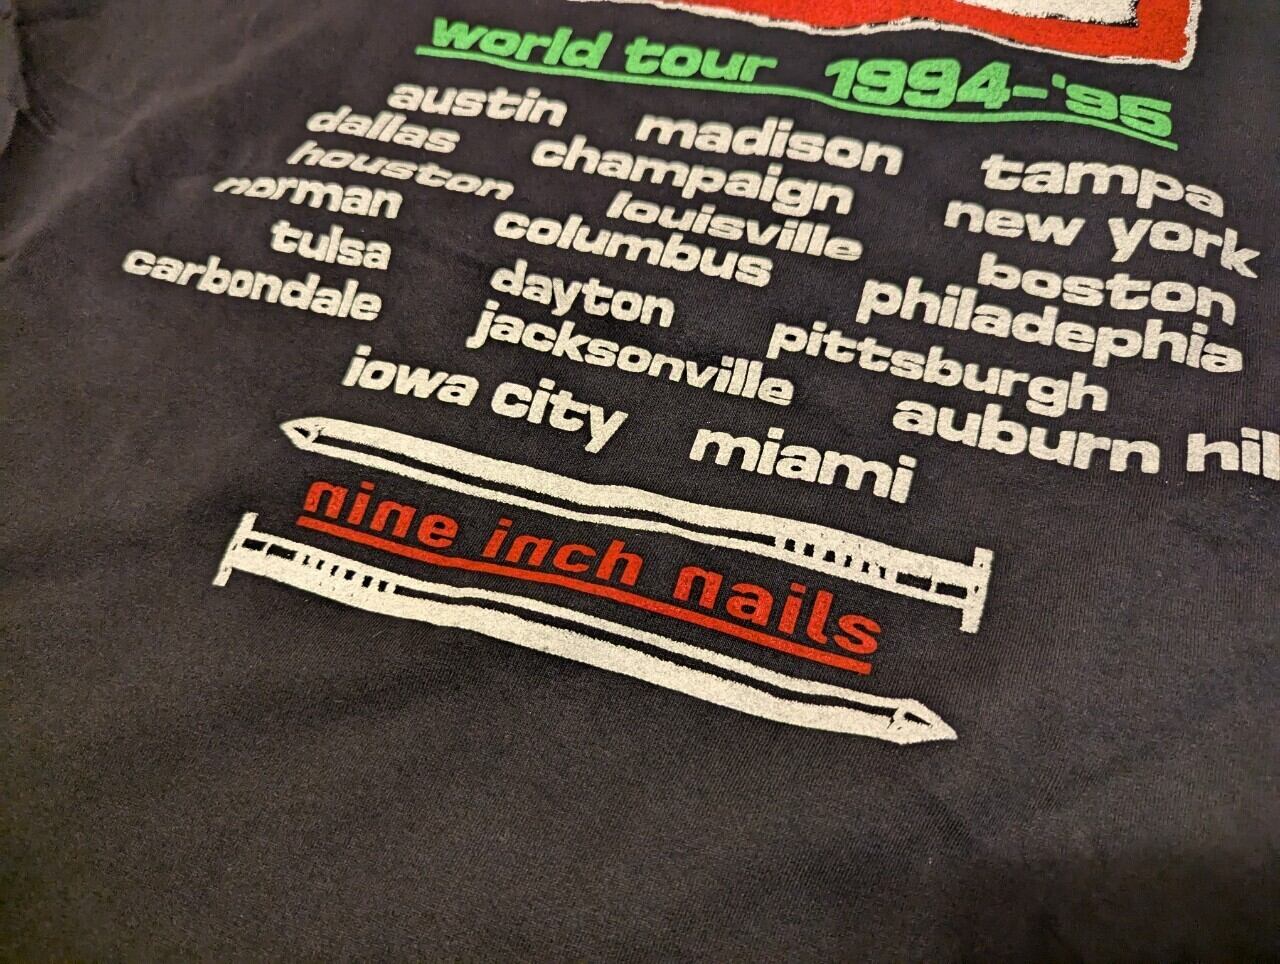 world tour 1994-'95
austin madison tampa
dallas champaign new york
houston louisville boston
norman columbus philadephia
tulsa dayton pittsburgh
carbondale jacksonville auburn hil
iowa city miami
nine inch nails